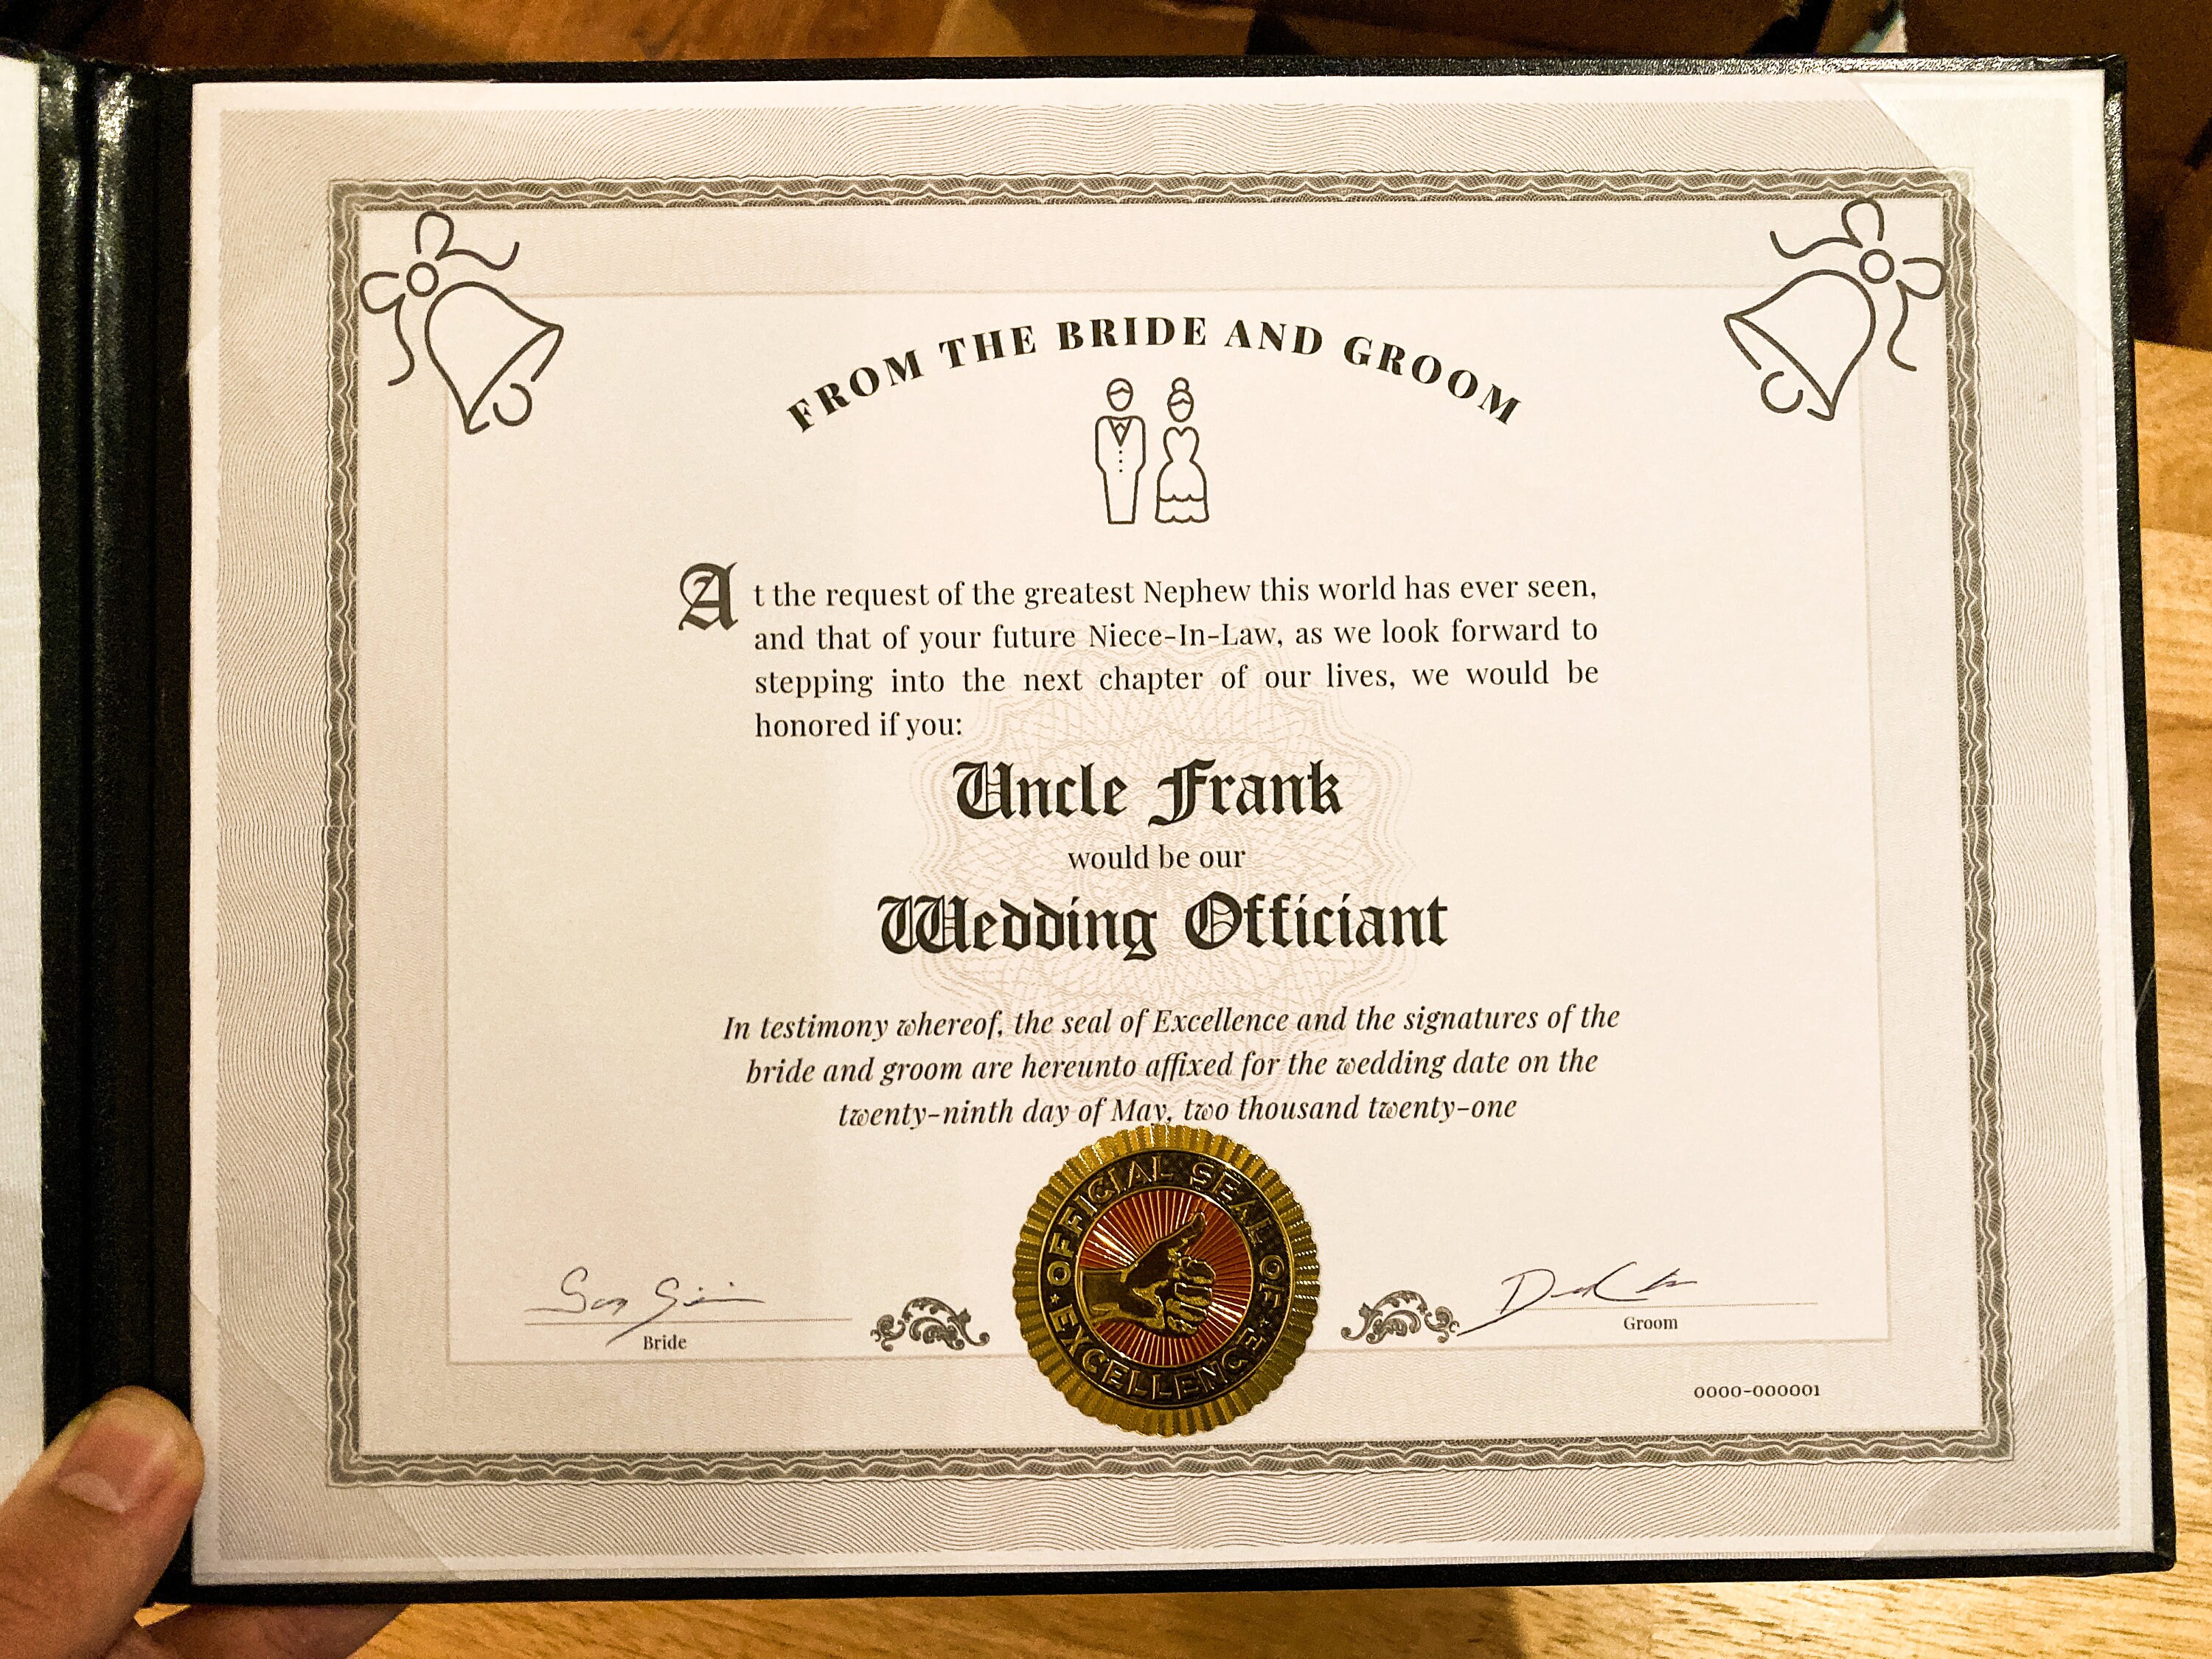 FROM THE BRIDE AND GROOM
At the request of the greatest Nephew this world has ever seen,
and that of your future Niece-In-Law, as we look forward to
stepping into the next chapter of our lives, we would be
honored if you:
Uncle Frank
would be our
Wedding Officiant
In testimony whereof, the seal of Excellence and the signatures of the
bride and groom are hereunto affixed for the wedding date on the
twenty-ninth day of May, two thousand twenty-one
OFFICIAL SEAL OF
EXCELLENCE
Bride
Groom
0000-000001